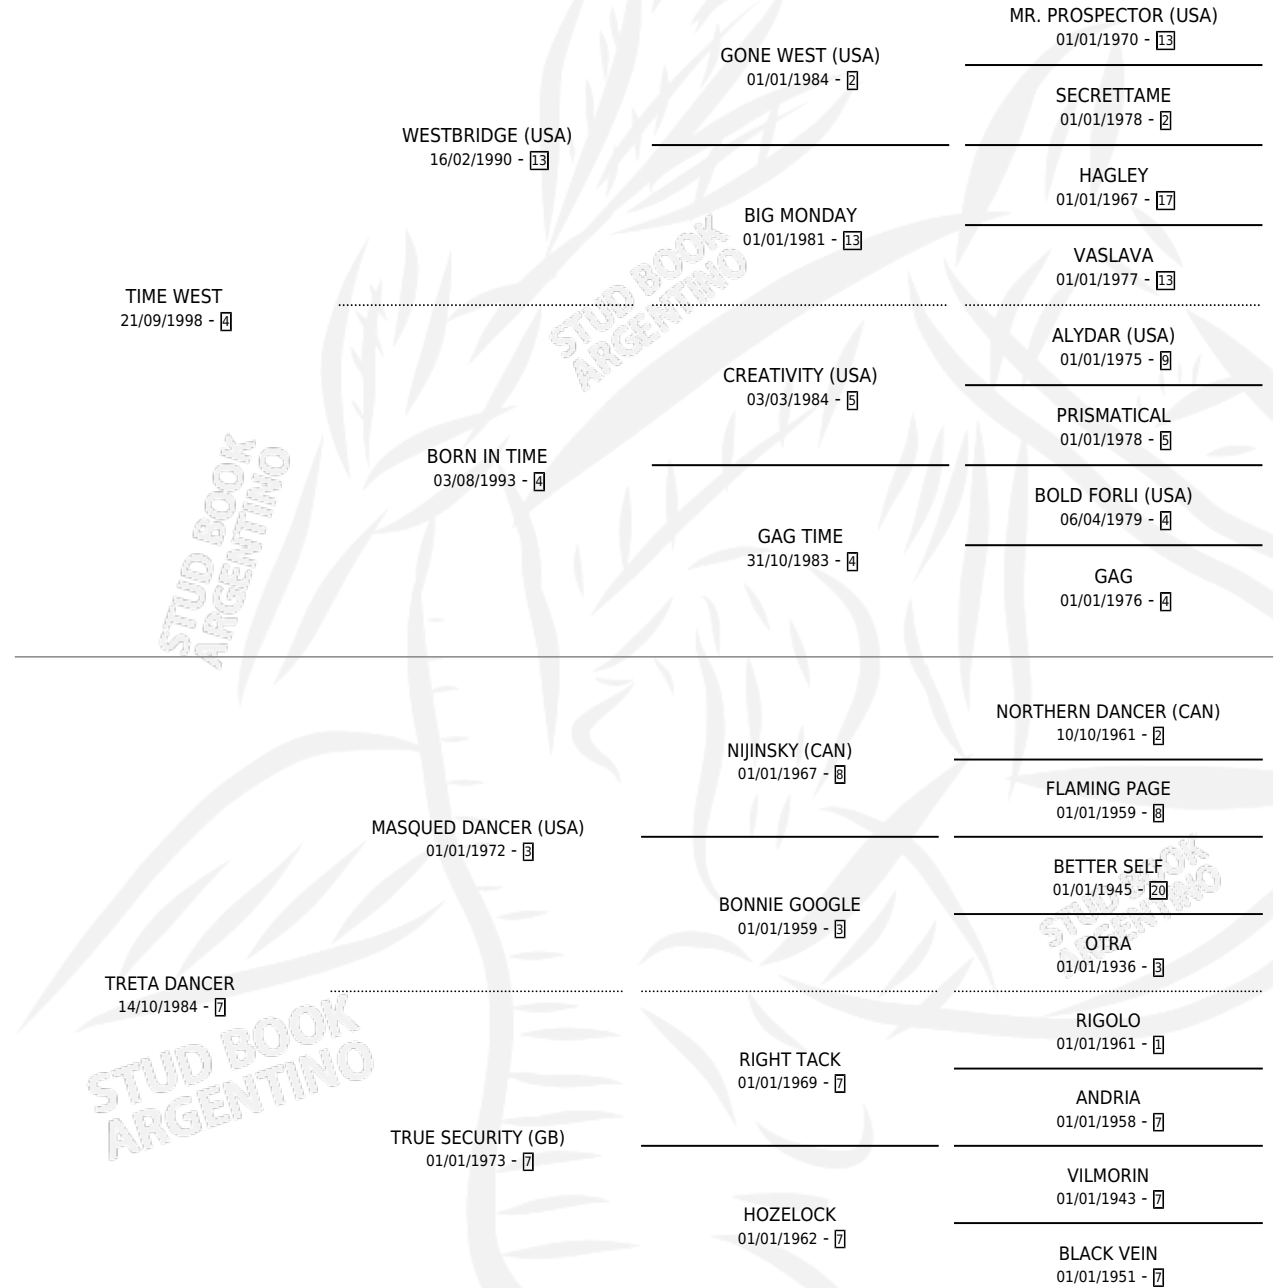 MR. PROSPECTOR (USA)
01/01/1970 - 13
GONE WEST (USA)
01/01/1984 - 2
SECRETTAME
01/01/1978 - 2
WESTBRIDGE (USA)
16/02/1990 - 13
HAGLEY
01/01/1967 - 17
BIG MONDAY
01/01/1981 - 13
VASLAVA
01/01/1977 - 13
TIME WEST
21/09/1998 - 4
STUD BOOK
ARGENTINO
ALYDAR (USA)
01/01/1975 - 9
CREATIVITY (USA)
03/03/1984 - 5
PRISMATICAL
01/01/1978 - 5
BORN IN TIME
03/08/1993 - 4
BOLD FORLI (USA)
06/04/1979 - 4
GAG TIME
31/10/1983 - 4
GAG
01/01/1976 - 4
STUD BOOK
ARGENTINO
NORTHERN DANCER (CAN)
10/10/1961 - 2
NIJINSKY (CAN)
01/01/1967 - 8
FLAMING PAGE
01/01/1959 - 8
MASQUED DANCER (USA)
01/01/1972 - 3
BETTER SELF
01/01/1945 - 20
BONNIE GOOGLE
01/01/1959 - 3
OTRA
01/01/1936 - 3
STUD BOOK
ARGENTINO
TRETA DANCER
14/10/1984 - 7
RIGOLO
01/01/1961 - 1
RIGHT TACK
01/01/1969 - 7
ANDRIA
01/01/1958 - 7
STUD BOOK
ARGENTINO
TRUE SECURITY (GB)
01/01/1973 - 7
VILMORIN
01/01/1943 - 7
HOZELOCK
01/01/1962 - 7
BLACK VEIN
01/01/1951 - 7